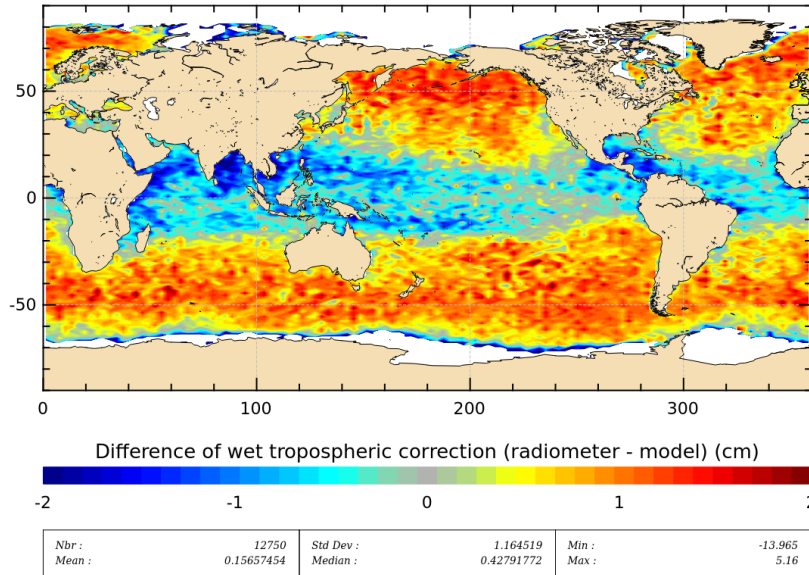 50
0
-50
0 100 200 300
Difference of wet tropospheric correction (radiometer - model) (cm)
-2 -1 0 1 2
Nbr : 12750 Std Dev : 1.164519 Min : -13.965
Mean : 0.15657454 Median : 0.42791772 Max : 5.16